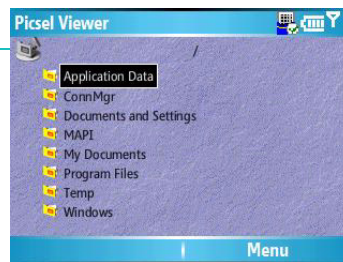 Picsel Viewer
/
Application Data
ConnMgr
Documents and Settings
MAPI
My Documents
Program Files
Temp
Windows
Menu